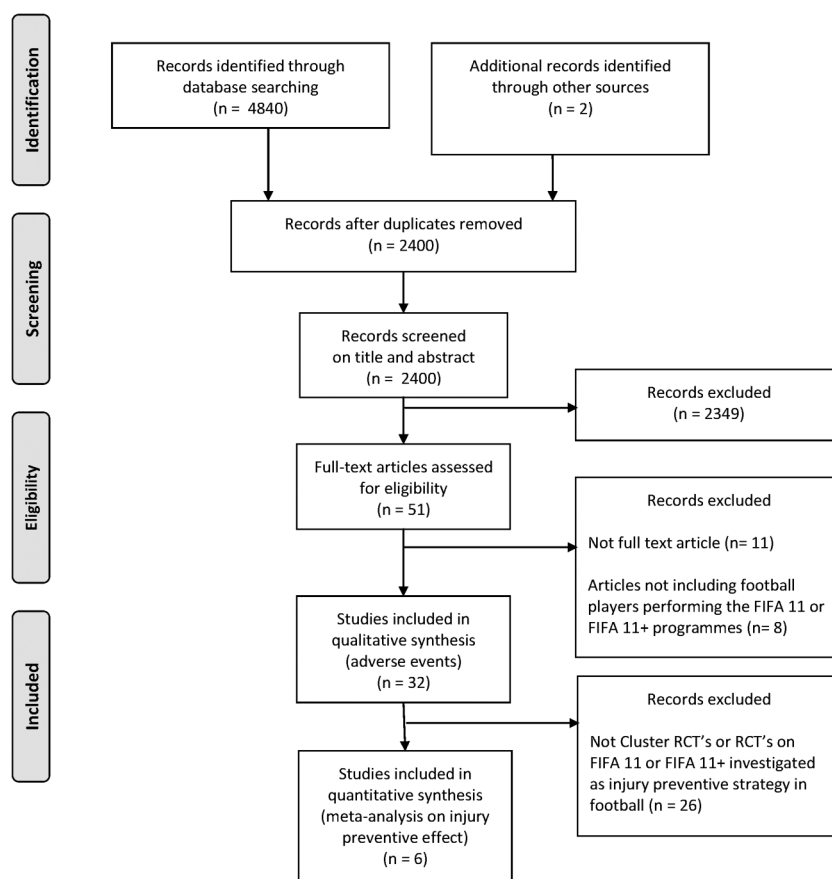 Identification
Records identified through
database searching
(n = 4840)
Additional records identified
through other sources
(n = 2)
Screening
Records after duplicates removed
(n = 2400)
Records screened
on title and abstract
(n = 2400)
Records excluded
(n = 2349)
Eligibility
Full-text articles assessed
for eligibility
(n = 51)
Records excluded
Not full text article (n= 11)
Articles not including football
players performing the FIFA 11 or
FIFA 11+ programmes (n= 8)
Included
Studies included in
qualitative synthesis
(adverse events)
(n = 32)
Records excluded
Not Cluster RCT's or RCT's on
FIFA 11 or FIFA 11+ investigated
as injury preventive strategy in
football (n = 26)
Studies included in
quantitative synthesis
(meta-analysis on injury
preventive effect)
(n = 6)